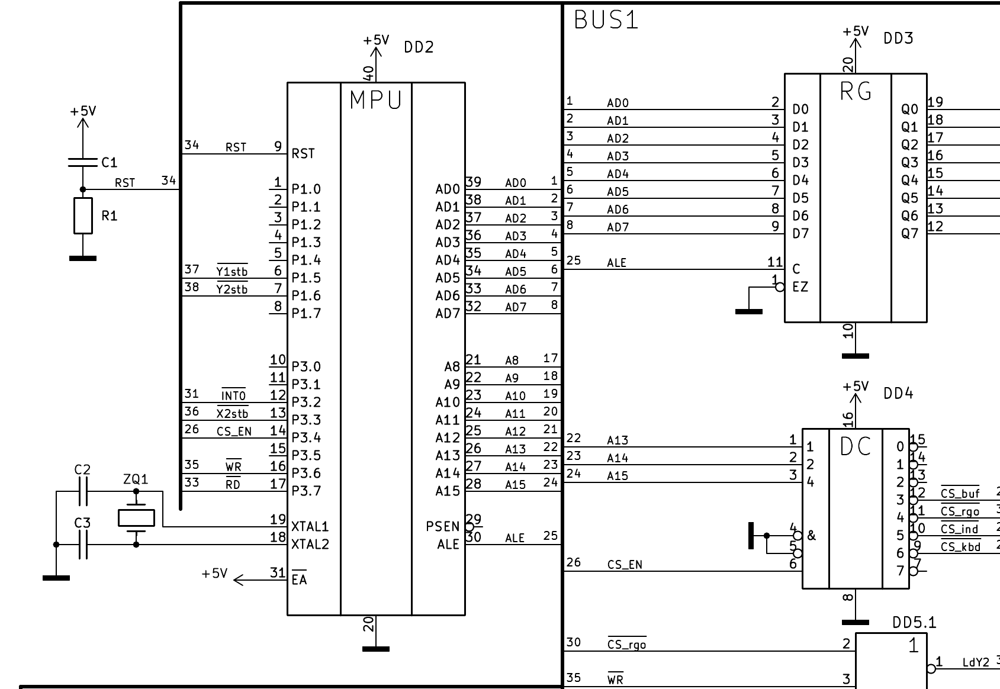 BUS1
+5V
DD2
40
MPU
+5V
C1
RST 34
R1
34 RST 9 RST
1 P1.0
2 P1.1
3 P1.2
4 P1.3
5 P1.4
37 Y1stb 6 P1.5
38 Y2stb 7 P1.6
8 P1.7
10 P3.0
11 P3.1
31 INT0 12 P3.2
36 X2stb 13 P3.3
26 CS_EN 14 P3.4
15 P3.5
35 WR 16 P3.6
33 RD 17 P3.7
C2
ZQ1
C3
19 XTAL1
18 XTAL2
+5V 31 EA
20
AD0 39 AD0 1
AD1 38 AD1 2
AD2 37 AD2 3
AD3 36 AD3 4
AD4 35 AD4 5
AD5 34 AD5 6
AD6 33 AD6 7
AD7 32 AD7 8
A8 21 A8 17
A9 22 A9 18
A10 23 A10 19
A11 24 A11 20
A12 25 A12 21
A13 26 A13 22
A14 27 A14 23
A15 28 A15 24
PSEN 29
ALE 30 ALE 25
+5V
DD3
20
RG
1 AD0 2 D0 Q0 19
2 AD1 3 D1 Q1 18
3 AD2 4 D2 Q2 17
4 AD3 5 D3 Q3 16
5 AD4 6 D4 Q4 15
6 AD5 7 D5 Q5 14
7 AD6 8 D6 Q6 13
8 AD7 9 D7 Q7 12
25 ALE 11 C
1 EZ
10
+5V
DD4
16
DC
22 A13 1 1 0 15
23 A14 2 2 1 14
24 A15 3 4 2 13
3 12 CS_buf 2
4 11 CS_rgo 3
4 & 5 10 CS_ind 2
5 6 9 CS_kbd 2
26 CS_EN 6 7 7
8
DD5.1
30 CS_rgo 2 1
1 LdY2 3
35 WR 3